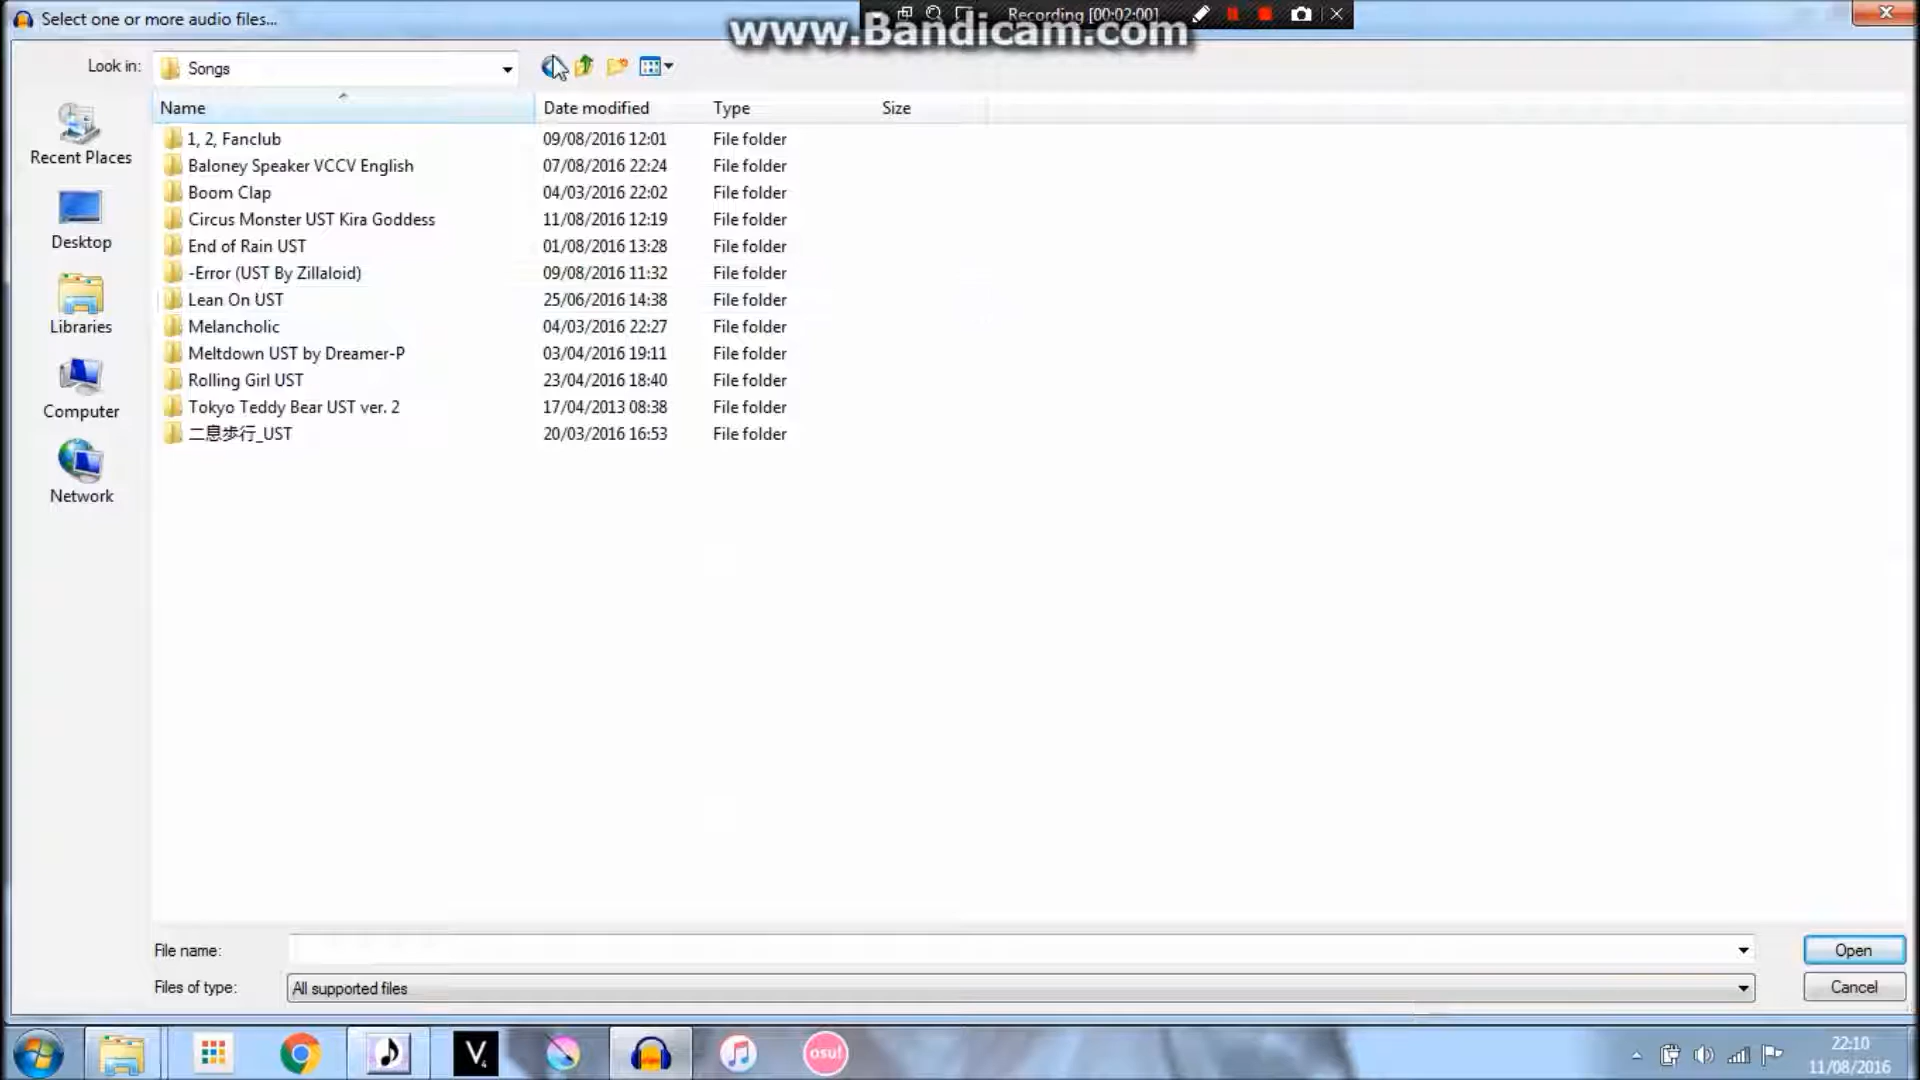 Select one or more audio files...
Recording [00:02:00]
www.Bandicam.com
Look in:
Songs
Name Date modified Type Size
1, 2, Fanclub 09/08/2016 12:01 File folder
Baloney Speaker VCCV English 07/08/2016 22:24 File folder
Boom Clap 04/03/2016 22:02 File folder
Circus Monster UST Kira Goddess 11/08/2016 12:19 File folder
End of Rain UST 01/08/2016 13:28 File folder
-Error (UST By Zillaloid) 09/08/2016 11:32 File folder
Lean On UST 25/06/2016 14:38 File folder
Melancholic 04/03/2016 22:27 File folder
Meltdown UST by Dreamer-P 03/04/2016 19:11 File folder
Rolling Girl UST 23/04/2016 18:40 File folder
Tokyo Teddy Bear UST ver. 2 17/04/2013 08:38 File folder
二息歩行_UST 20/03/2016 16:53 File folder
Recent Places
Desktop
Libraries
Computer
Network
File name:
Open
Files of type:
All supported files
Cancel
V4
osu!
22:10
11/08/2016